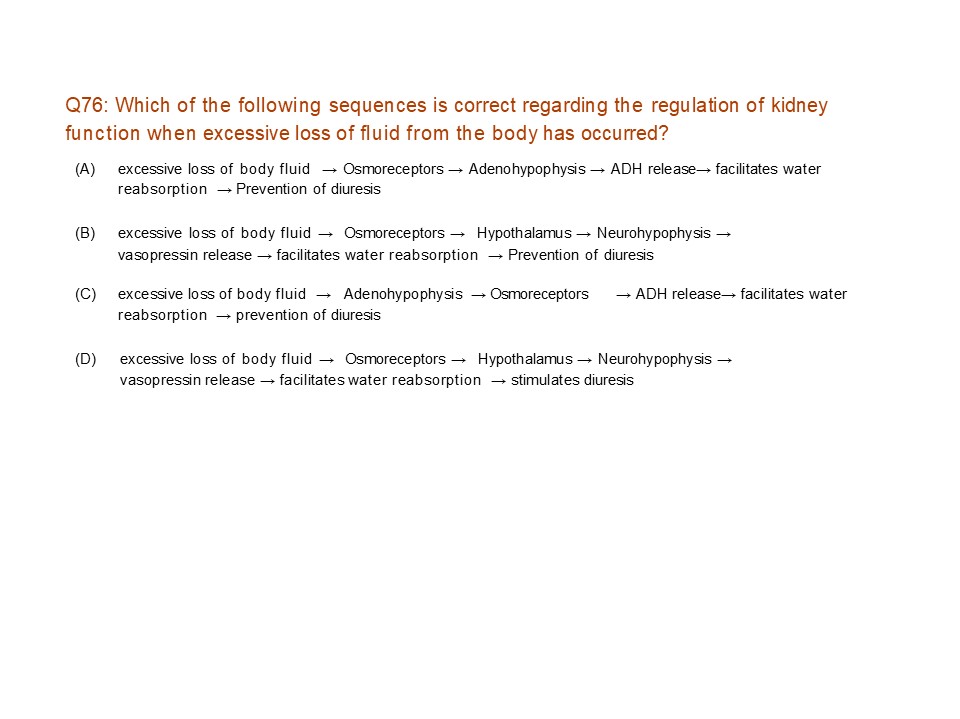 Q76: Which of the following sequences is correct regarding the regulation of kidney
function when excessive loss of fluid from the body has occurred?
(A) excessive loss of body fluid → Osmoreceptors → Adenohypophysis → ADH release→ facilitates water
reabsorption → Prevention of diuresis
(B) excessive loss of body fluid → Osmoreceptors → Hypothalamus → Neurohypophysis →
vasopressin release → facilitates water reabsorption → Prevention of diuresis
(C) excessive loss of body fluid → Adenohypophysis → Osmoreceptors → ADH release→ facilitates water
reabsorption → prevention of diuresis
(D) excessive loss of body fluid → Osmoreceptors → Hypothalamus → Neurohypophysis →
vasopressin release → facilitates water reabsorption → stimulates diuresis